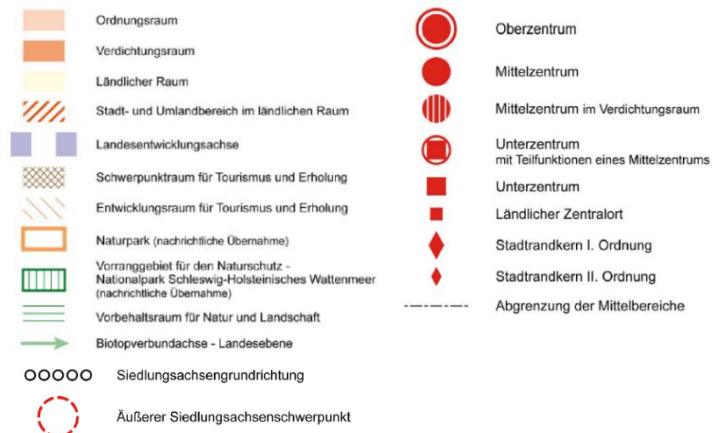 Ordnungsraum
Verdichtungsraum
Ländlicher Raum
Stadt- und Umlandbereich im ländlichen Raum
Landesentwicklungsachse
Schwerpunktraum für Tourismus und Erholung
Entwicklungsraum für Tourismus und Erholung
Naturpark (nachrichtliche Übernahme)
Vorranggebiet für den Naturschutz -
Nationalpark Schleswig-Holsteinisches Wattenmeer
(nachrichtliche Übernahme)
Vorbehaltsraum für Natur und Landschaft
Biotopverbundachse - Landesebene
Siedlungsachsengrundrichtung
Äußerer Siedlungsachsenschwerpunkt
Oberzentrum
Mittelzentrum
Mittelzentrum im Verdichtungsraum
Unterzentrum
mit Teilfunktionen eines Mittelzentrums
Unterzentrum
Ländlicher Zentralort
Stadtrandkern I. Ordnung
Stadtrandkern II. Ordnung
Abgrenzung der Mittelbereiche